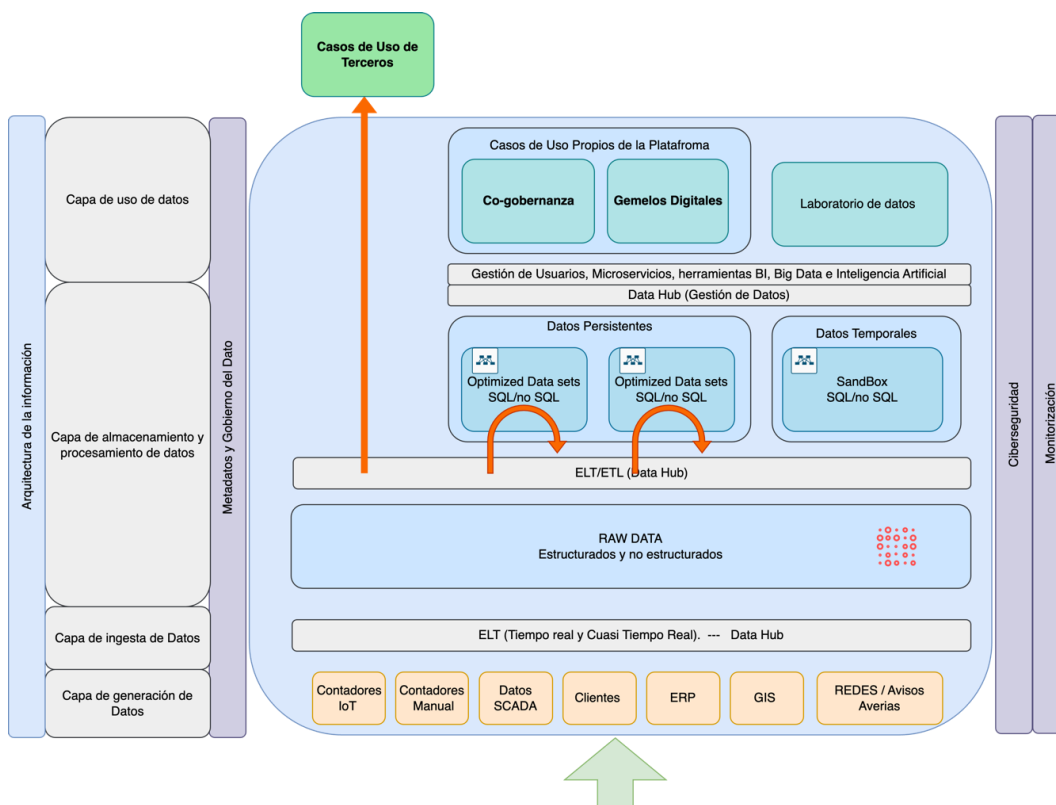 Casos de Uso de
Terceros
Arquitectura de la información
Capa de uso de datos
Capa de almacenamiento y
procesamiento de datos
Capa de ingesta de Datos
Capa de generación de
Datos
Metadatos y Gobierno del Dato
Casos de Uso Propios de la Platafroma
Co-gobernanza
Gemelos Digitales
Laboratorio de datos
Gestión de Usuarios, Microservicios, herramientas BI, Big Data e Inteligencia Artificial
Data Hub (Gestión de Datos)
Datos Persistentes
Optimized Data sets
SQL/no SQL
Optimized Data sets
SQL/no SQL
Datos Temporales
SandBox
SQL/no SQL
ELT/ETL (Data Hub)
RAW DATA
Estructurados y no estructurados
ELT (Tiempo real y Cuasi Tiempo Real). --- Data Hub
Contadores
IoT
Contadores
Manual
Datos
SCADA
Clientes
ERP
GIS
REDES / Avisos
Averias
Ciberseguridad
Monitorización